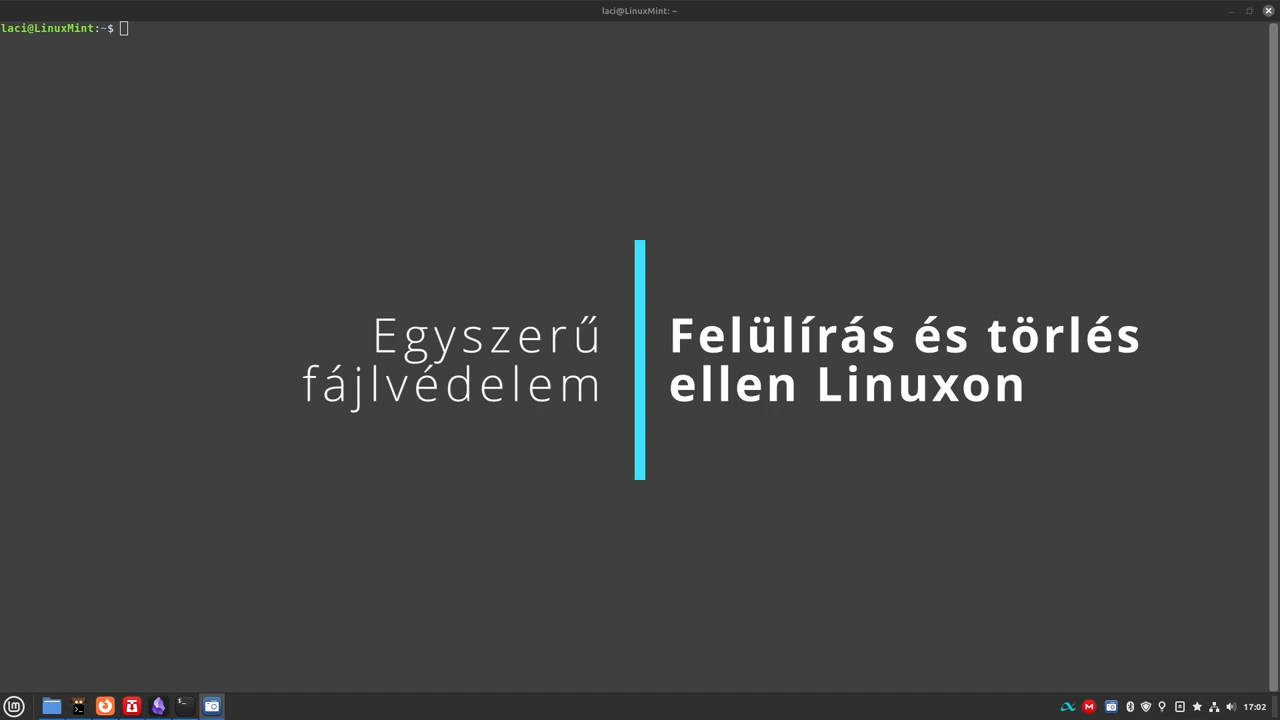 laci@LinuxMint: ~
laci@LinuxMint:~$
Egyszerű
fájlvédelem
Felülírás és törlés
ellen Linuxon
17:02